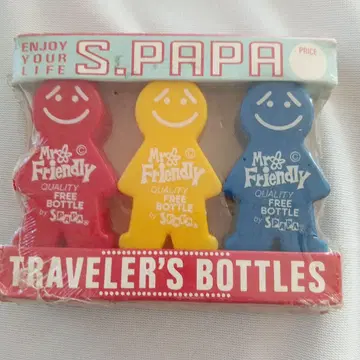 ENJOY
YOUR
LIFE
S.PAPA
PRICE
Mr. Friendly ©
QUALITY
FREE
BOTTLE
by S.PAPA®
Mr. Friendly ©
QUALITY
FREE
BOTTLE
by S.PAPA®
Mr. Friendly ©
QUALITY
FREE
BOTTLE
by S.PAPA®
TRAVELER'S BOTTLES